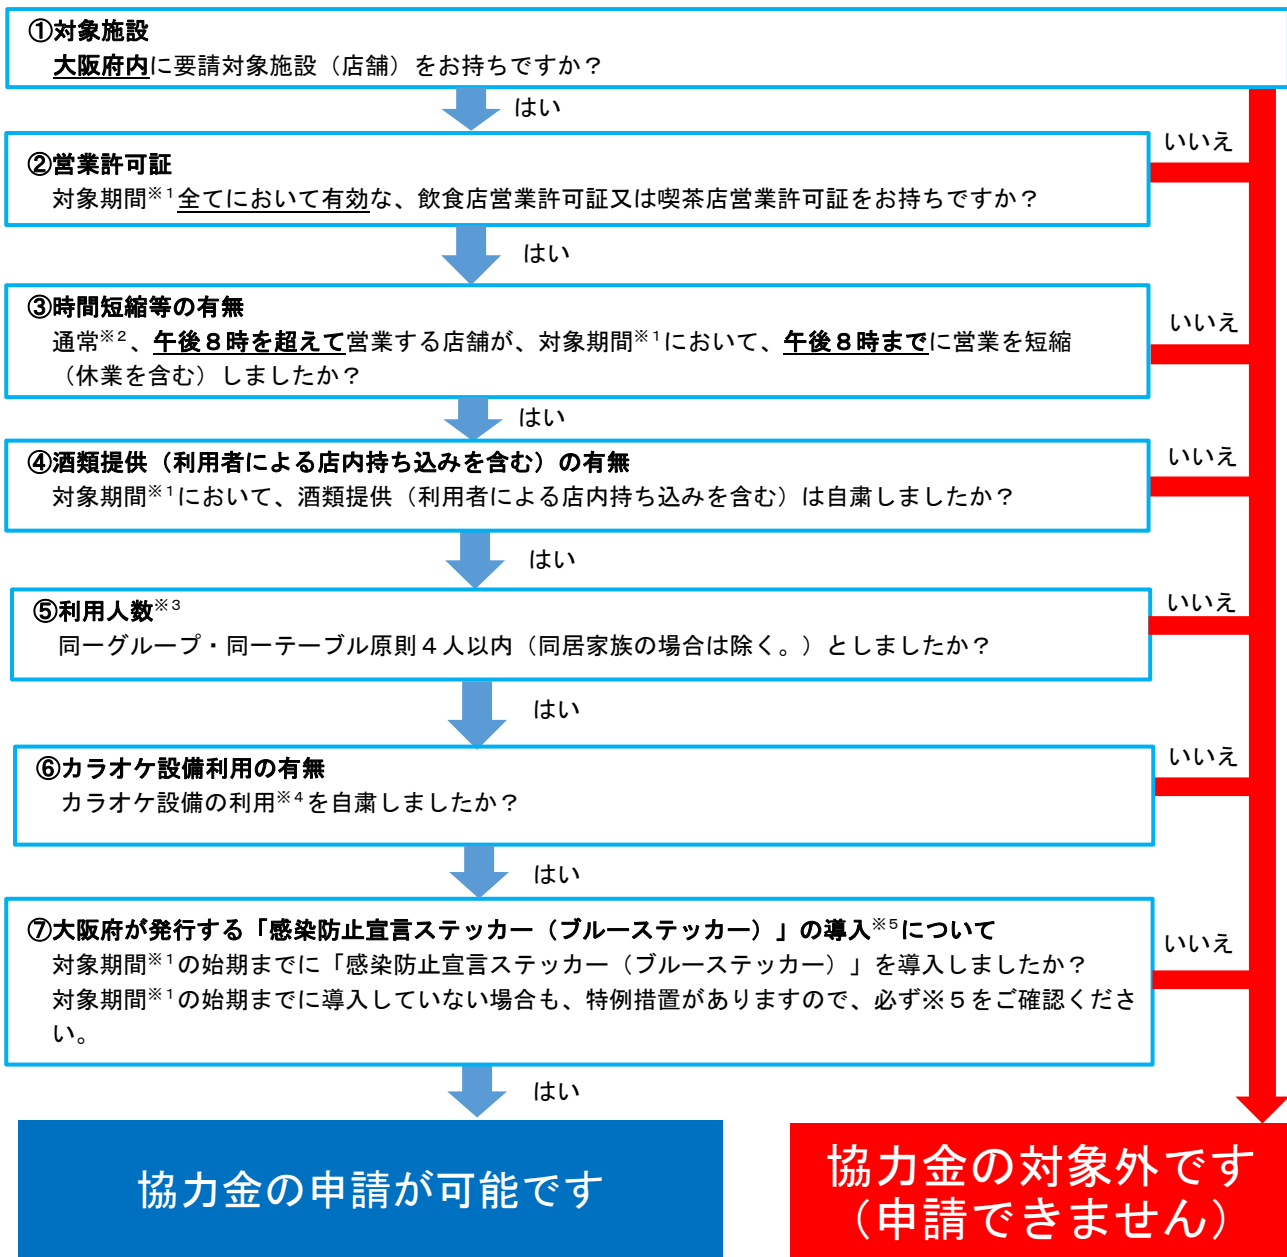 ①対象施設
大阪府内に要請対象施設（店舗）をお持ちですか？
はい
いいえ
②営業許可証
対象期間※1全てにおいて有効な、飲食店営業許可証又は喫茶店営業許可証をお持ちですか？
はい
いいえ
③時間短縮等の有無
通常※2、午後８時を超えて営業する店舗が、対象期間※1において、午後８時までに営業を短縮
（休業を含む）しましたか？
はい
いいえ
④酒類提供（利用者による店内持ち込みを含む）の有無
対象期間※1において、酒類提供（利用者による店内持ち込みを含む）は自粛しましたか？
はい
いいえ
⑤利用人数※3
同一グループ・同一テーブル原則４人以内（同居家族の場合は除く。）としましたか？
はい
いいえ
⑥カラオケ設備利用の有無
カラオケ設備の利用※4を自粛しましたか？
はい
いいえ
⑦大阪府が発行する「感染防止宣言ステッカー（ブルーステッカー）」の導入※5について
対象期間※1の始期までに「感染防止宣言ステッカー（ブルーステッカー）」を導入しましたか？
対象期間※1の始期までに導入していない場合も、特例措置がありますので、必ず※５をご確認くださ
い。
はい
協力金の申請が可能です
協力金の対象外です
（申請できません）